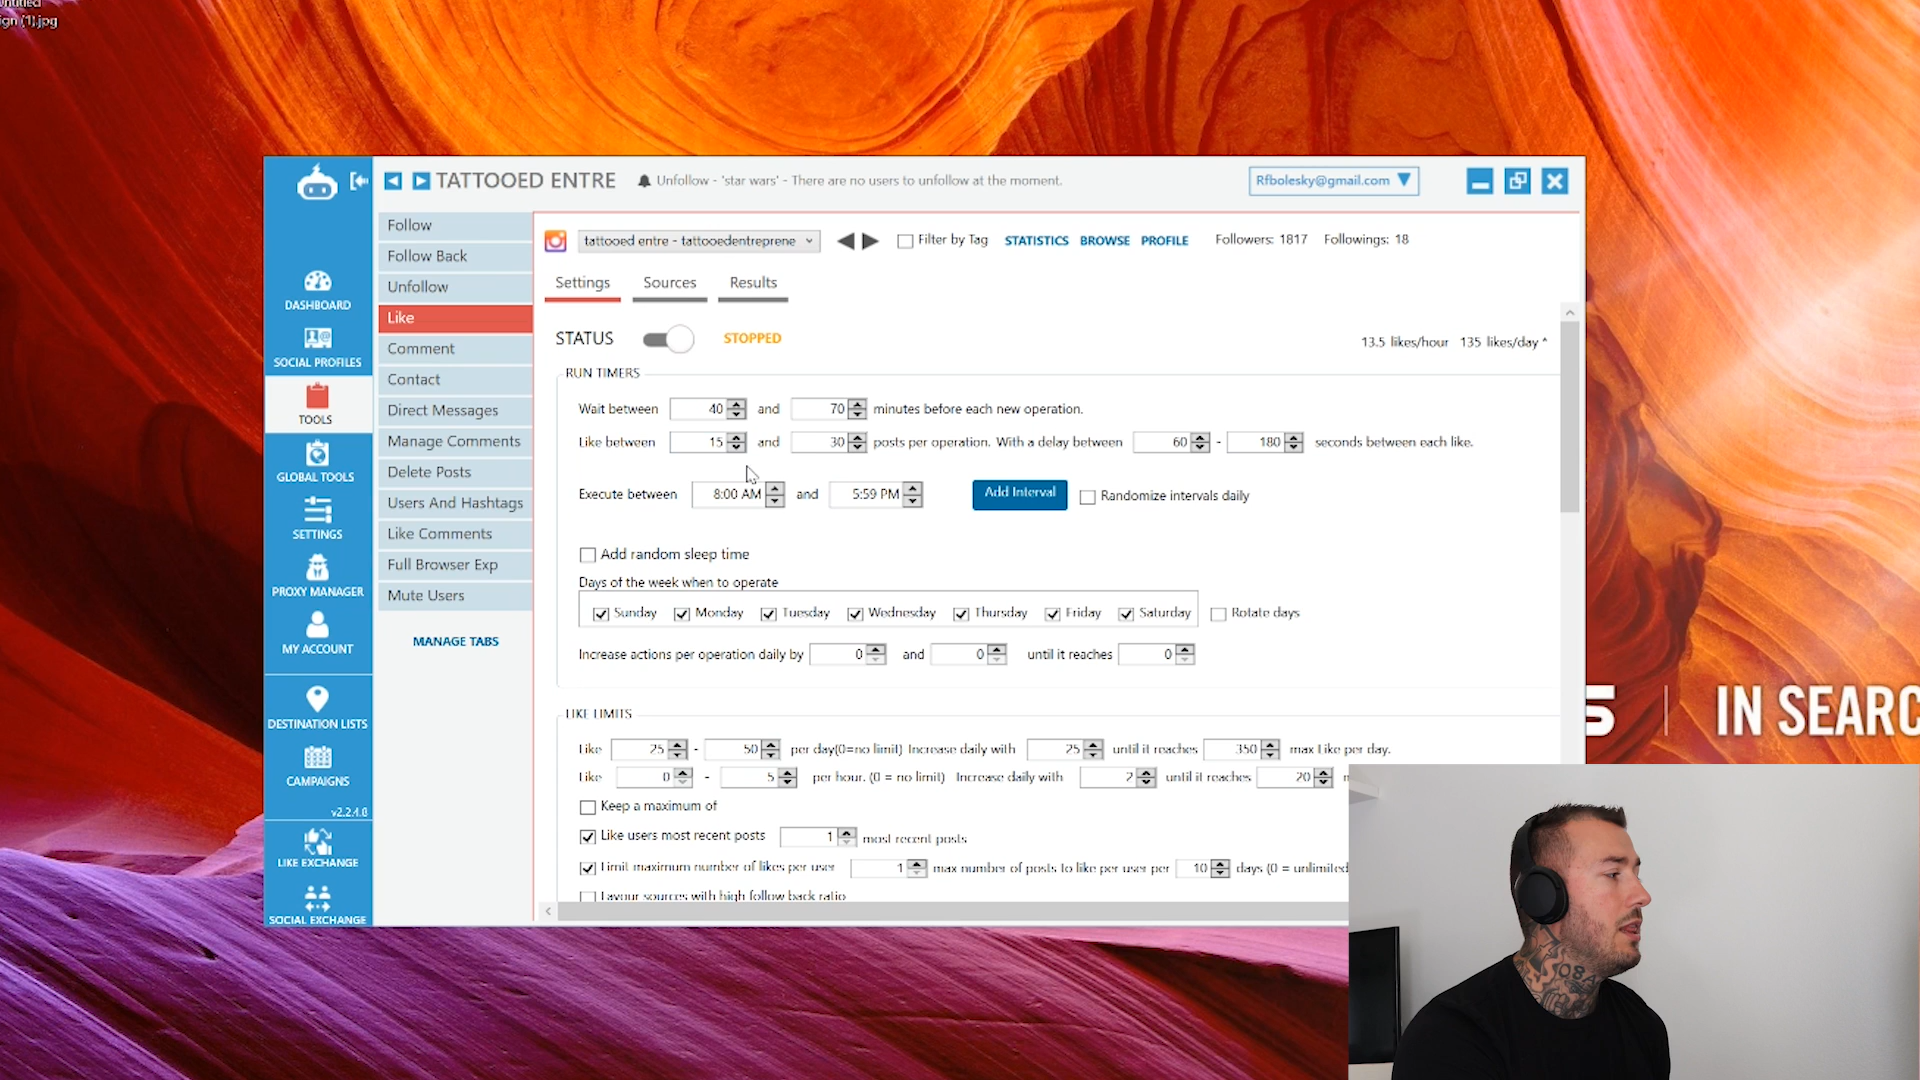 ign (1).jpg
TATTOOED ENTRE
Unfollow - 'star wars' - There are no users to unfollow at the moment.
Rfbolesky@gmail.com
DASHBOARD
SOCIAL PROFILES
TOOLS
GLOBAL TOOLS
SETTINGS
PROXY MANAGER
MY ACCOUNT
DESTINATION LISTS
CAMPAIGNS
v2.2.4.8
LIKE EXCHANGE
SOCIAL EXCHANGE
Follow
Follow Back
Unfollow
Like
Comment
Contact
Direct Messages
Manage Comments
Delete Posts
Users And Hashtags
Like Comments
Full Browser Exp
Mute Users
MANAGE TABS
tattooed entre - tattooedentreprene
Filter by Tag
STATISTICS BROWSE PROFILE
Followers: 1817 Followings: 18
Settings Sources Results
STATUS STOPPED
13.5 likes/hour 135 likes/day ^
RUN TIMERS
Wait between 40 and 70 minutes before each new operation.
Like between 15 and 30 posts per operation. With a delay between 60 - 180 seconds between each like.
Execute between 8:00 AM and 5:59 PM Add Interval Randomize intervals daily
Add random sleep time
Days of the week when to operate
Sunday Monday Tuesday Wednesday Thursday Friday Saturday Rotate days
Increase actions per operation daily by 0 and 0 until it reaches 0
LIKE LIMITS
Like 25 - 50 per day(0=no limit) Increase daily with 25 until it reaches 350 max Like per day.
Like 0 - 5 per hour. (0 = no limit) Increase daily with 2 until it reaches 20
Keep a maximum of
Like users most recent posts 1 most recent posts
Limit maximum number of likes per user 1 max number of posts to like per user per 10 days (0 = unlimited
Favour sources with high follow back ratio
IN SEARC